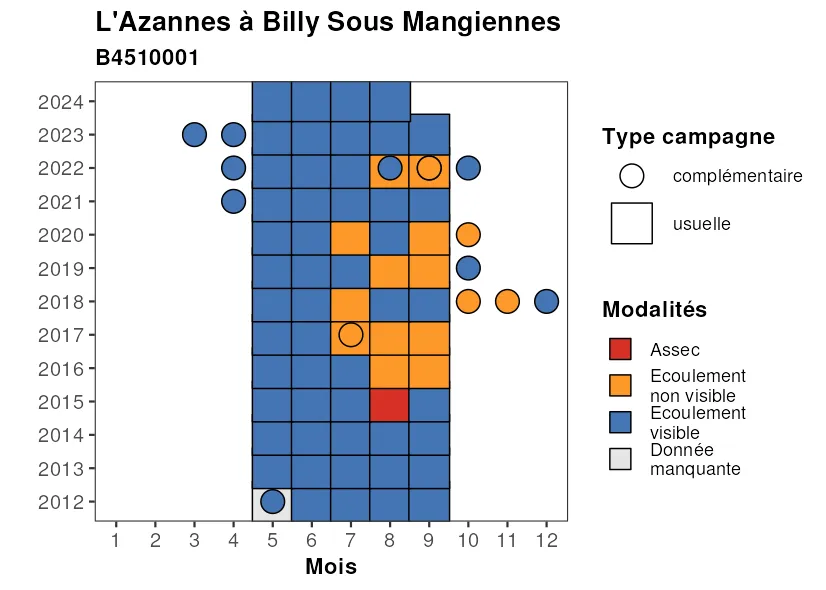 L'Azannes à Billy Sous Mangiennes
B4510001
2024
2023
2022
2021
2020
2019
2018
2017
2016
2015
2014
2013
2012
1 2 3 4 5 6 7 8 9 10 11 12
Mois
Type campagne
complémentaire
usuelle
Modalités
Assec
Ecoulement
non visible
Ecoulement
visible
Donnée
manquante